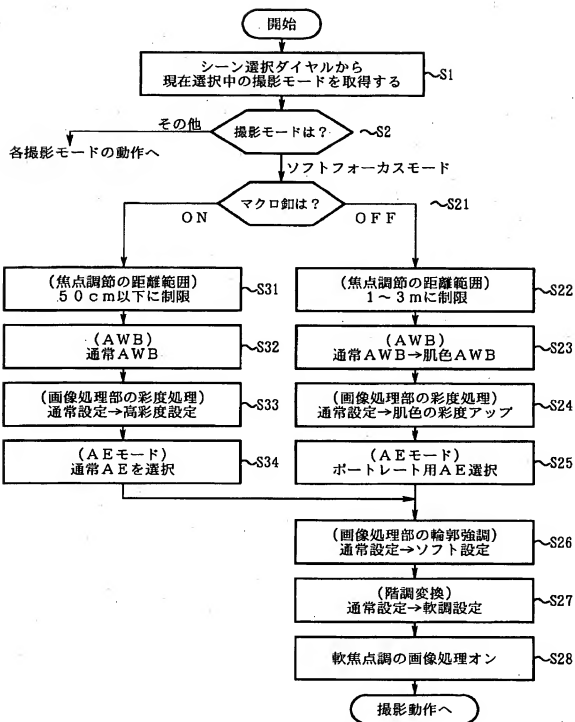 開始
シーン選択ダイヤルから
現在選択中の撮影モードを取得する
~S1
撮影モードは?
~S2
その他
各撮影モードの動作へ
ソフトフォーカスモード
マクロ釦は?
~S21
ON
OFF
(焦点調節の距離範囲)
50cm以下に制限
~S31
(焦点調節の距離範囲)
1~3mに制限
~S22
(AWB)
通常AWB
~S32
(AWB)
通常AWB→肌色AWB
~S23
(画像処理部の彩度処理)
通常設定→高彩度設定
~S33
(画像処理部の彩度処理)
通常設定→肌色の彩度アップ
~S24
(AEモード)
通常AEを選択
~S34
(AEモード)
ポートレート用AE選択
~S25
(画像処理部の輪郭強調)
通常設定→ソフト設定
~S26
(階調変換)
通常設定→軟調設定
~S27
軟焦点調の画像処理オン
~S28
撮影動作へ